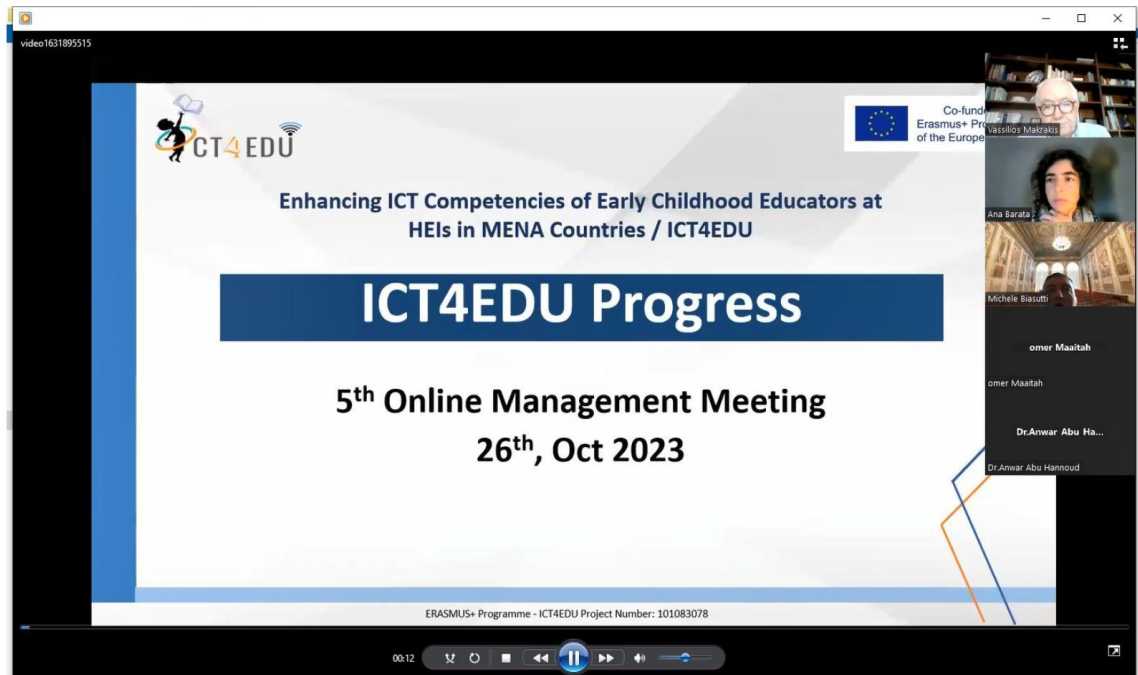 video1631895515
ICT4EDU
Co-funde
Erasmus+ Pro
of the Europe
Enhancing ICT Competencies of Early Childhood Educators at
HEIs in MENA Countries / ICT4EDU
ICT4EDU Progress
5th Online Management Meeting
26th, Oct 2023
ERASMUS+ Programme - ICT4EDU Project Number: 101083078
Vassilios Makrakis
Ana Barata
Michele Biasutti
omer Maaitah
omer Maaitah
Dr.Anwar Abu Ha...
Dr.Anwar Abu Hannoud
00:12